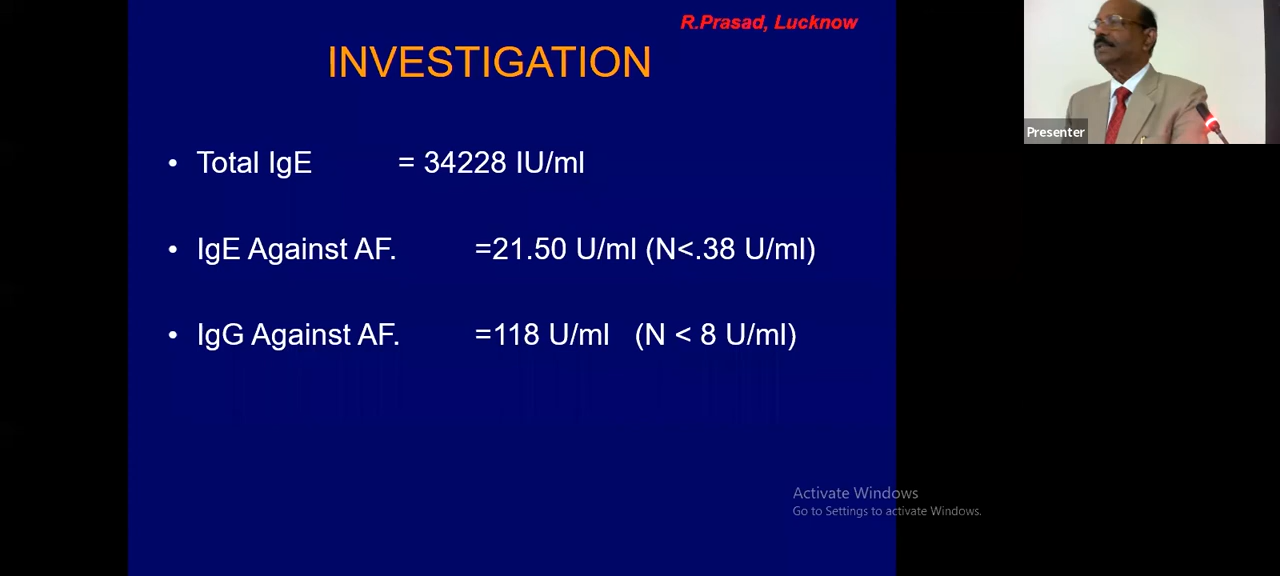 R.Prasad, Lucknow
INVESTIGATION
• Total IgE = 34228 IU/ml
• IgE Against AF. =21.50 U/ml (N<.38 U/ml)
• IgG Against AF. =118 U/ml (N < 8 U/ml)
Presenter
Activate Windows
Go to Settings to activate Windows.